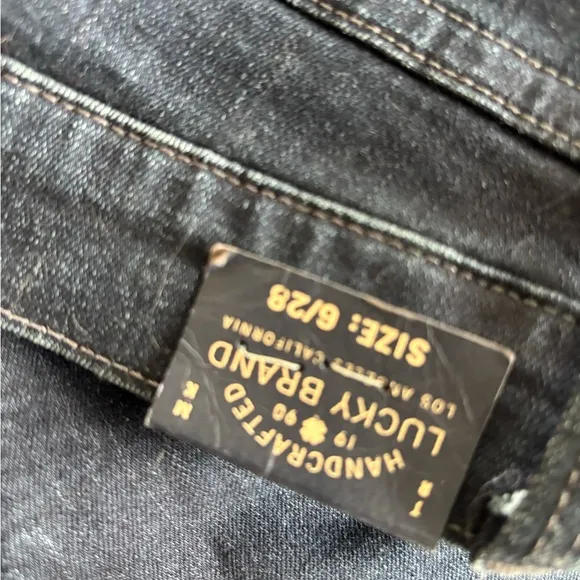 HANDCRAFTED
19 90
LUCKY BRAND
LOS ANGELES CALIFORNIA
SIZE: 6/28
T R
M K